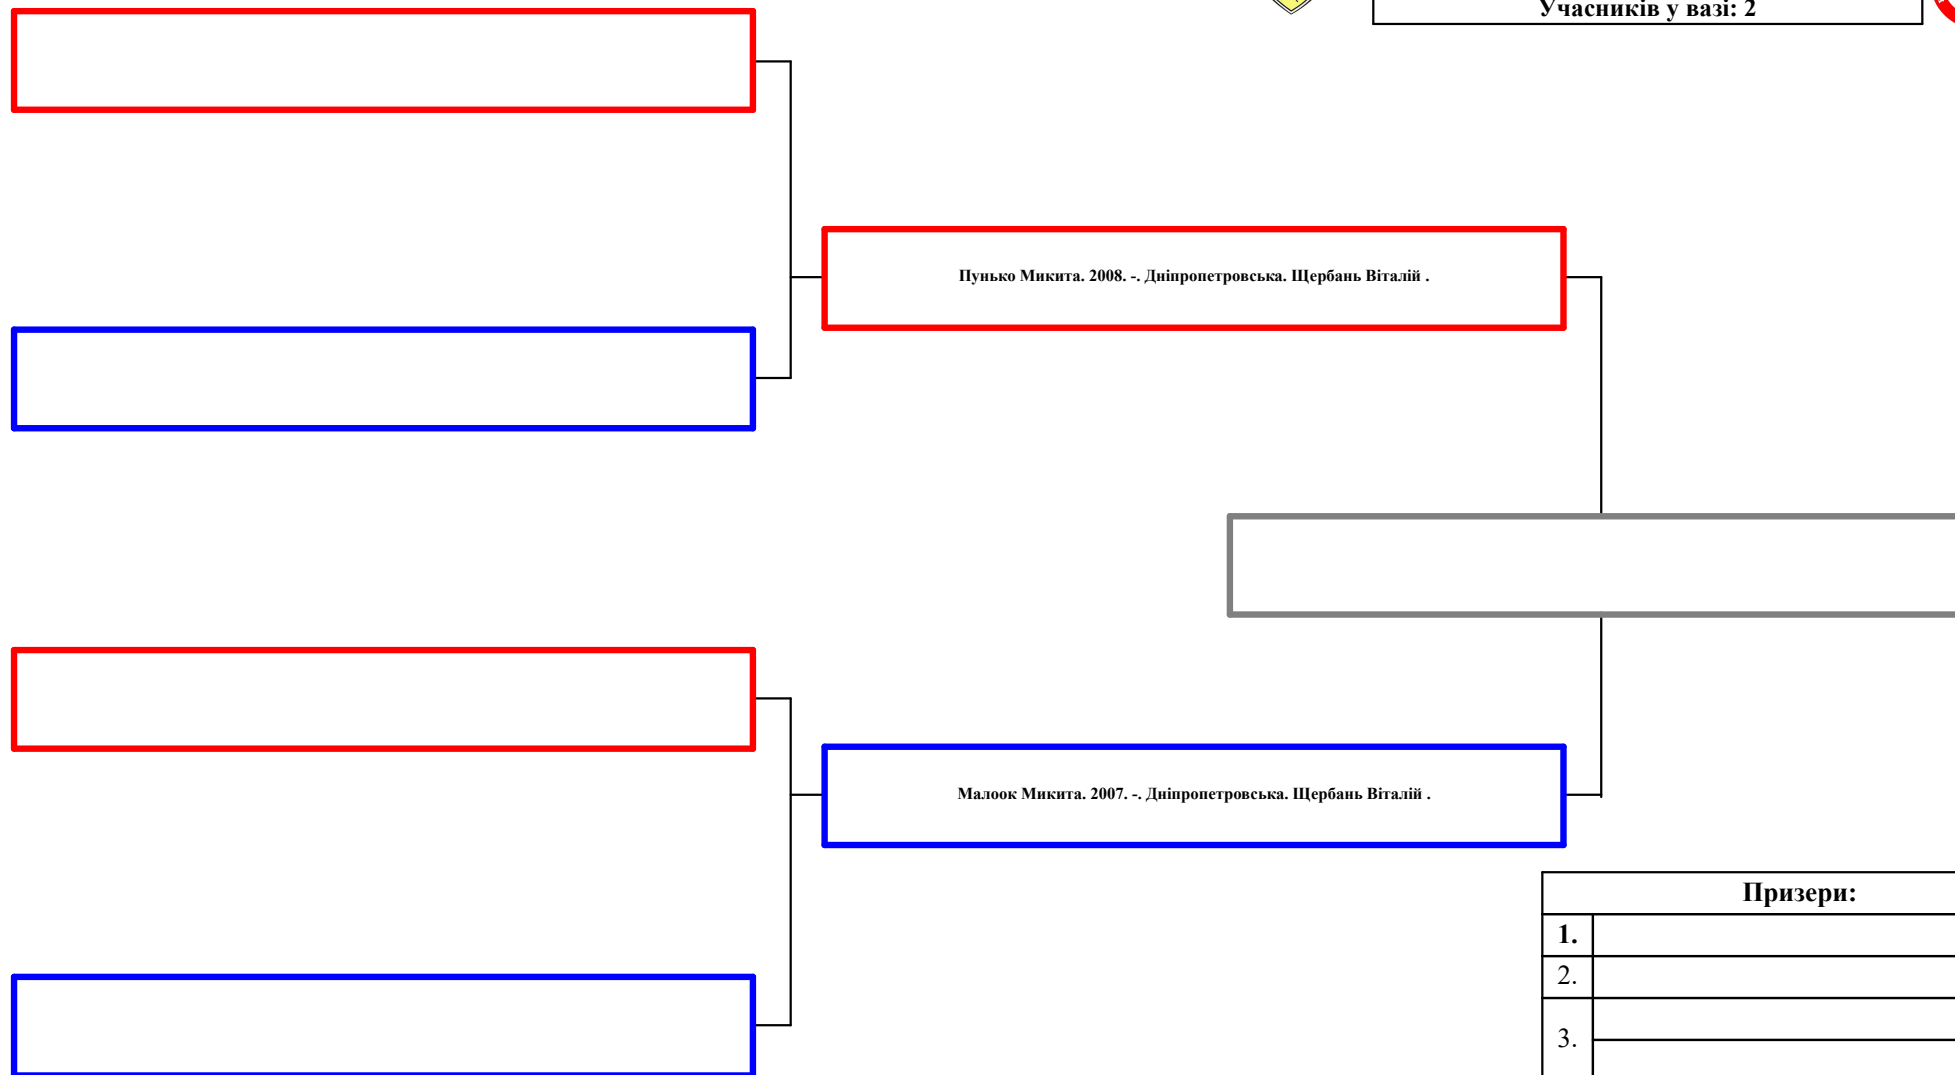 Учасників у вазі: 2
Пунько Микита. 2008. -. Дніпропетровська. Щербань Віталій .
Малоок Микита. 2007. -. Дніпропетровська. Щербань Віталій .
Призери:
1.
2.
3.